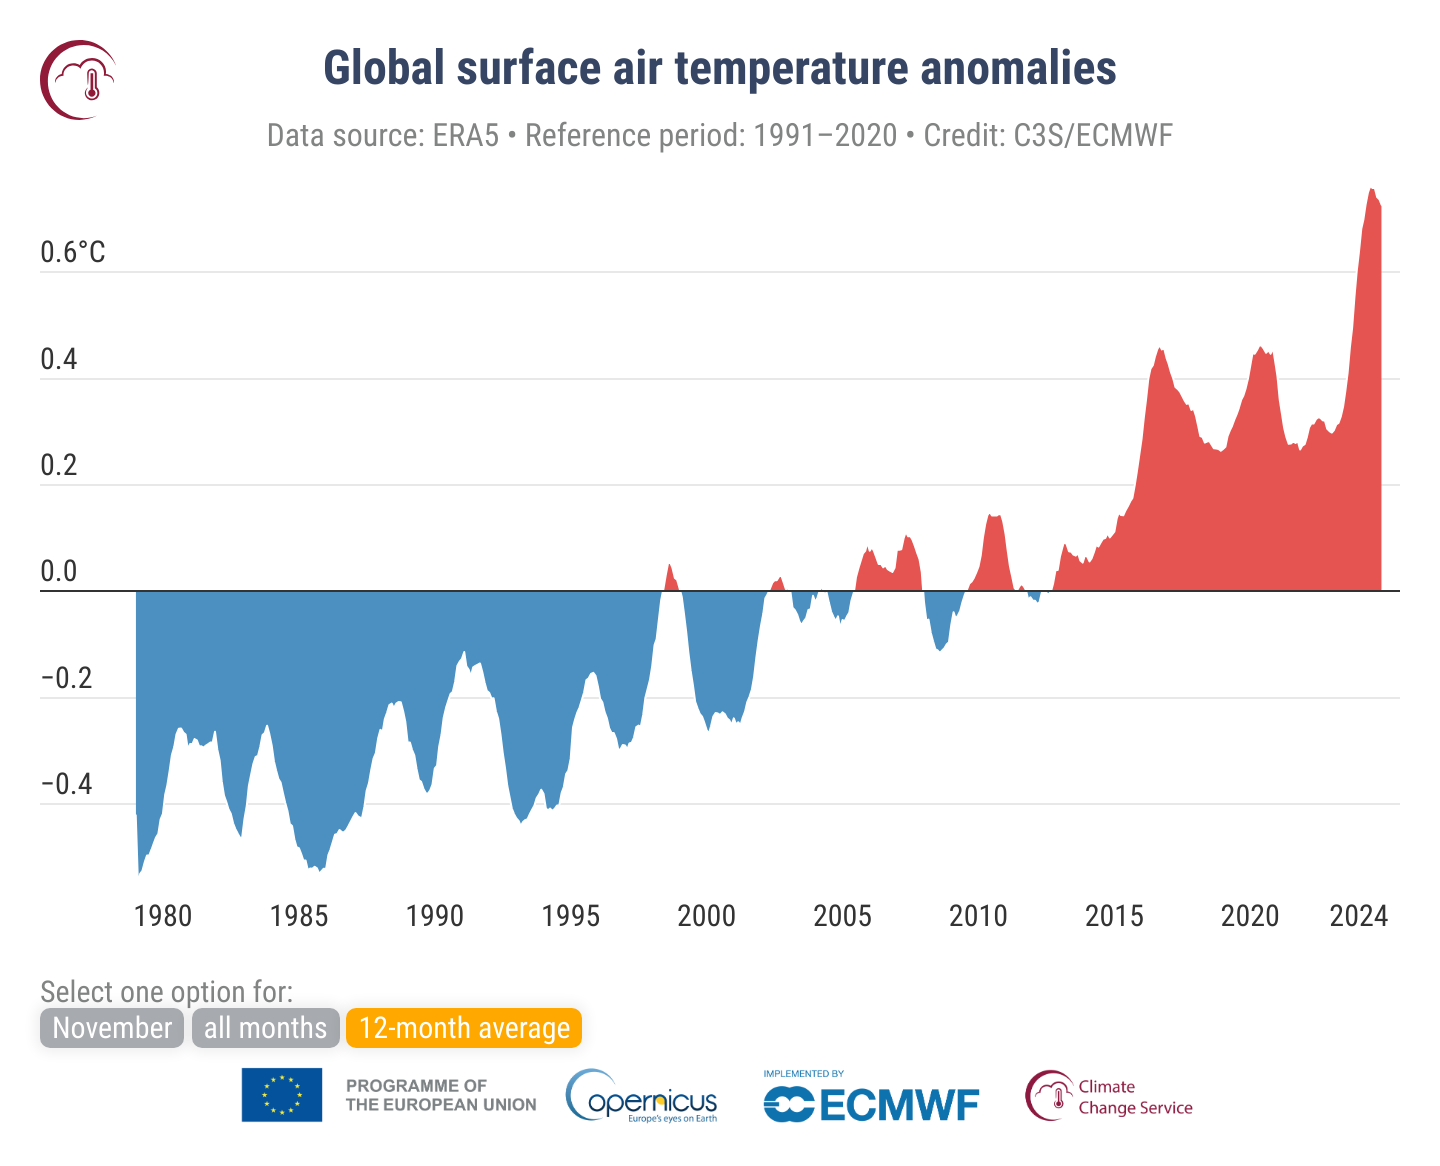 Global surface air temperature anomalies
Data source: ERA5 • Reference period: 1991–2020 • Credit: C3S/ECMWF
0.6°C
0.4
0.2
0.0
−0.2
−0.4
1980 1985 1990 1995 2000 2005 2010 2015 2020 2024
Select one option for:
November all months 12-month average
PROGRAMME OF
THE EUROPEAN UNION
opernicus
Europe's eyes on Earth
IMPLEMENTED BY
ECMWF
Climate
Change Service